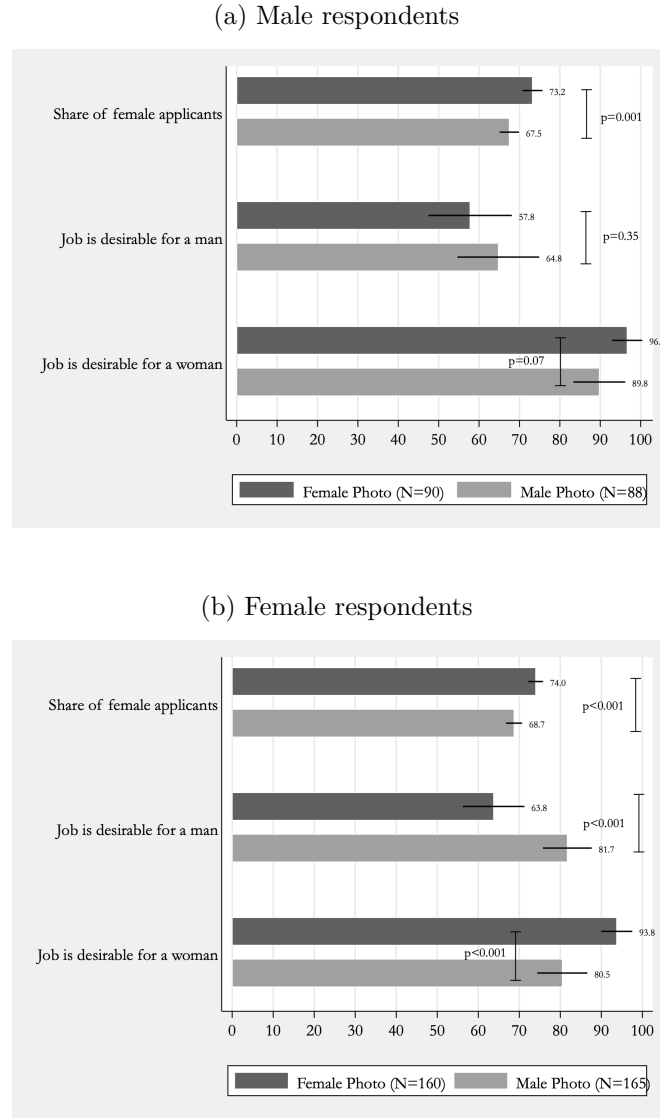 (a) Male respondents
Share of female applicants
73.2
67.5
p=0.001
Job is desirable for a man
57.8
64.8
p=0.35
Job is desirable for a woman
96.
89.8
p=0.07
0 10 20 30 40 50 60 70 80 90 100
Female Photo (N=90) Male Photo (N=88)
(b) Female respondents
Share of female applicants
74.0
68.7
p<0.001
Job is desirable for a man
63.8
81.7
p<0.001
Job is desirable for a woman
93.8
80.5
p<0.001
0 10 20 30 40 50 60 70 80 90 100
Female Photo (N=160) Male Photo (N=165)